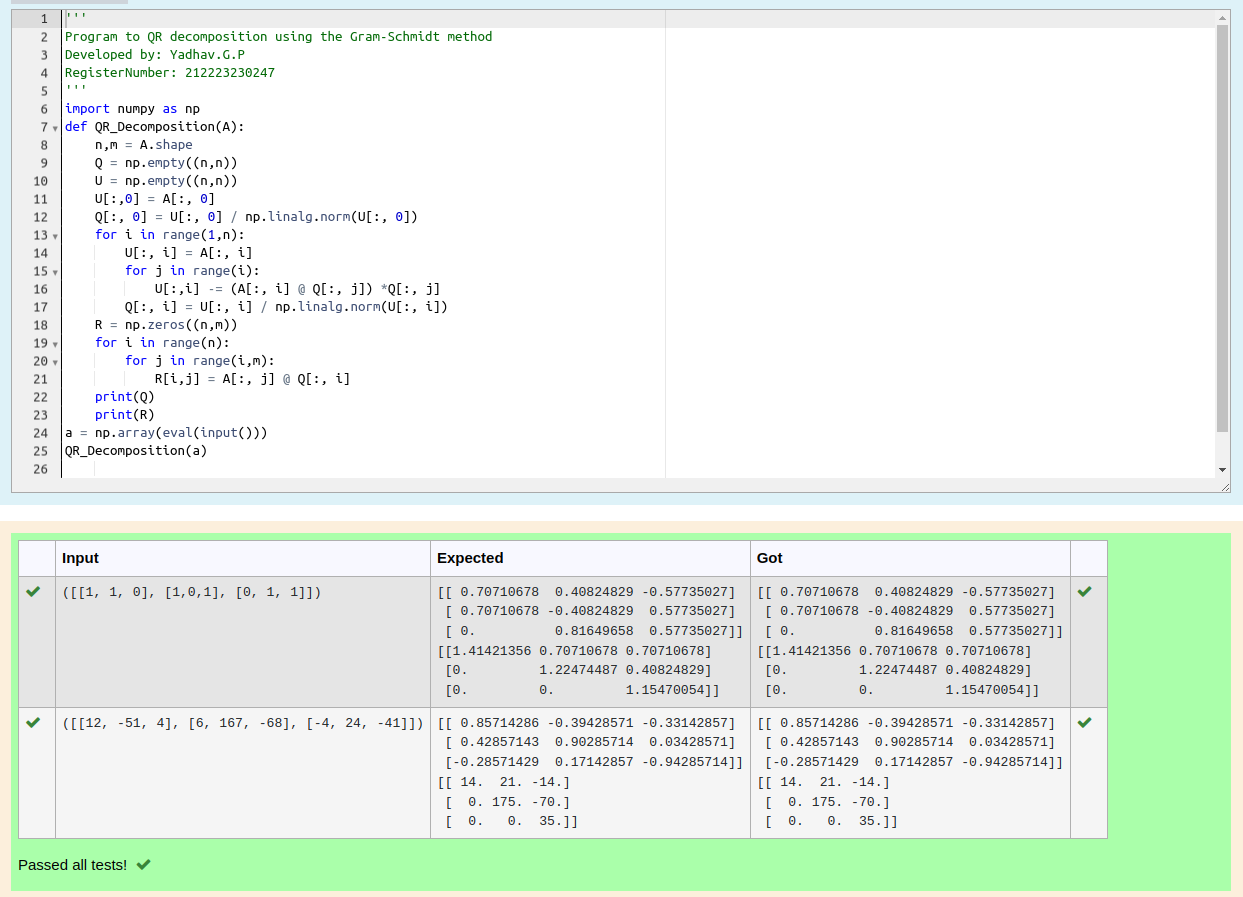 1 '''
2 Program to QR decomposition using the Gram-Schmidt method
3 Developed by: Yadhav.G.P
4 RegisterNumber: 212223230247
5 '''
6 import numpy as np
7 def QR_Decomposition(A):
8     n,m = A.shape
9     Q = np.empty((n,n))
10     U = np.empty((n,n))
11     U[:,0] = A[:, 0]
12     Q[:, 0] = U[:, 0] / np.linalg.norm(U[:, 0])
13     for i in range(1,n):
14         U[:, i] = A[:, i]
15         for j in range(i):
16             U[:,i] -= (A[:, i] @ Q[:, j]) *Q[:, j]
17         Q[:, i] = U[:, i] / np.linalg.norm(U[:, i])
18     R = np.zeros((n,m))
19     for i in range(n):
20         for j in range(i,m):
21             R[i,j] = A[:, j] @ Q[:, i]
22     print(Q)
23     print(R)
24 a = np.array(eval(input()))
25 QR_Decomposition(a)
26
Input Expected Got
([[1, 1, 0], [1,0,1], [0, 1, 1]]) [[ 0.70710678  0.40824829 -0.57735027] [[ 0.70710678  0.40824829 -0.57735027]
[ 0.70710678 -0.40824829  0.57735027] [ 0.70710678 -0.40824829  0.57735027]
[ 0.          0.81649658  0.57735027]] [ 0.          0.81649658  0.57735027]]
[[1.41421356 0.70710678 0.70710678] [[1.41421356 0.70710678 0.70710678]
[0.         1.22474487 0.40824829] [0.         1.22474487 0.40824829]
[0.         0.         1.15470054]] [0.         0.         1.15470054]]
([[12, -51, 4], [6, 167, -68], [-4, 24, -41]]) [[ 0.85714286 -0.39428571 -0.33142857] [[ 0.85714286 -0.39428571 -0.33142857]
[ 0.42857143  0.90285714  0.03428571] [ 0.42857143  0.90285714  0.03428571]
[-0.28571429  0.17142857 -0.94285714]] [-0.28571429  0.17142857 -0.94285714]]
[[ 14.  21. -14.] [[ 14.  21. -14.]
[  0. 175. -70.] [  0. 175. -70.]
[  0.   0.  35.]] [  0.   0.  35.]]
Passed all tests!